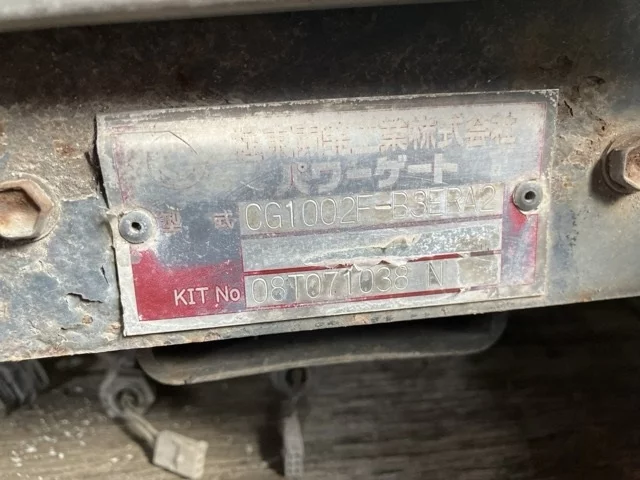 極東開発工業株式会社
パワーゲート
型 式 CG1002F-BSERA2
KIT No 08T071038 N